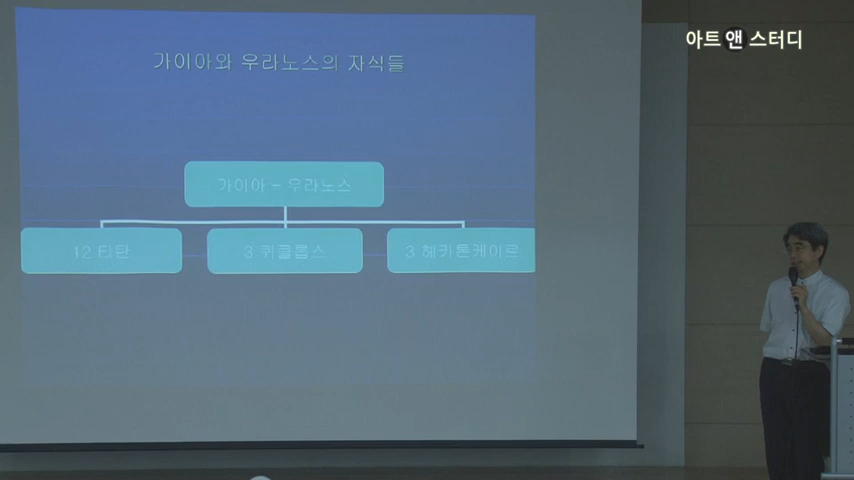 아트앤스터디
가이아와 우라노스의 자식들
가이아 - 우라노스
12 티탄
3 퀴클롭스
3 헤카톤케이르